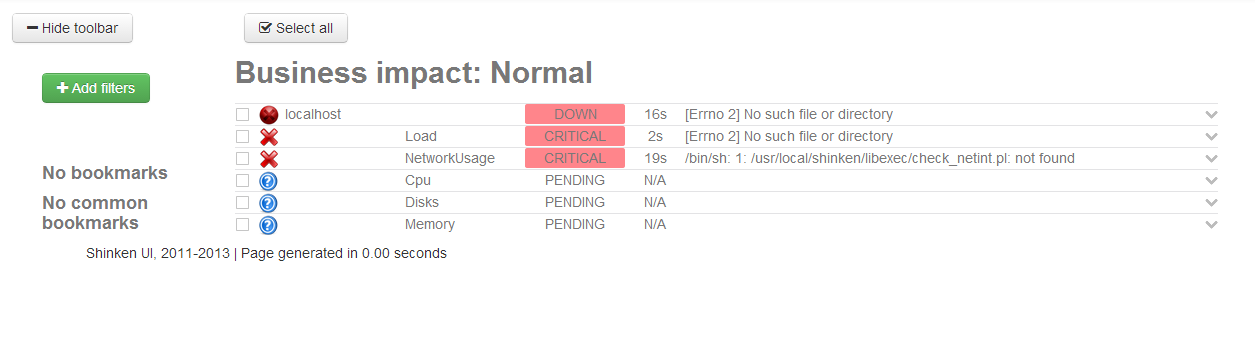 Hide toolbar
Select all
Add filters
No bookmarks
No common
bookmarks
Business impact: Normal
localhost DOWN 16s [Errno 2] No such file or directory
Load CRITICAL 2s [Errno 2] No such file or directory
NetworkUsage CRITICAL 19s /bin/sh: 1: /usr/local/shinken/libexec/check_netint.pl: not found
Cpu PENDING N/A
Disks PENDING N/A
Memory PENDING N/A
Shinken UI, 2011-2013 | Page generated in 0.00 seconds